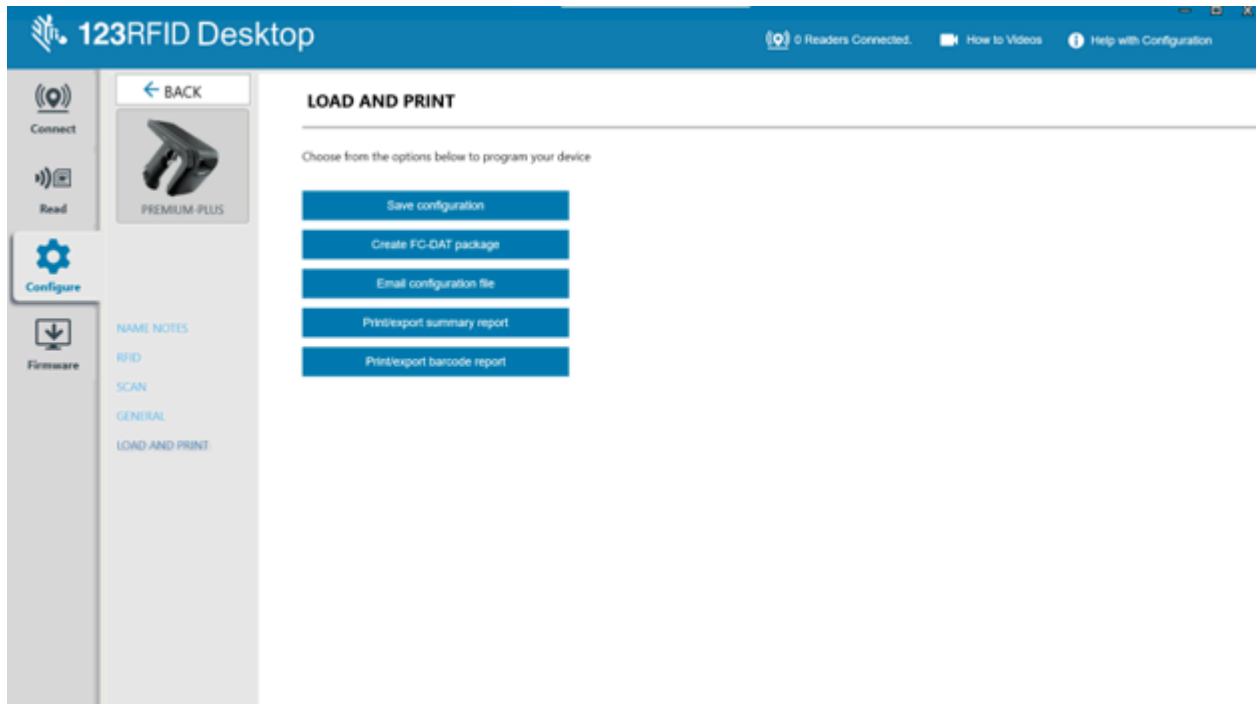 123RFID Desktop
0 Readers Connected.
How to Videos
Help with Configuration
Connect
Read
Configure
Firmware
BACK
PREMIUM-PLUS
NAME NOTES
RFID
SCAN
GENERAL
LOAD AND PRINT
LOAD AND PRINT
Choose from the options below to program your device
Save configuration
Create FC-DAT package
Email configuration file
Print/export summary report
Print/export barcode report